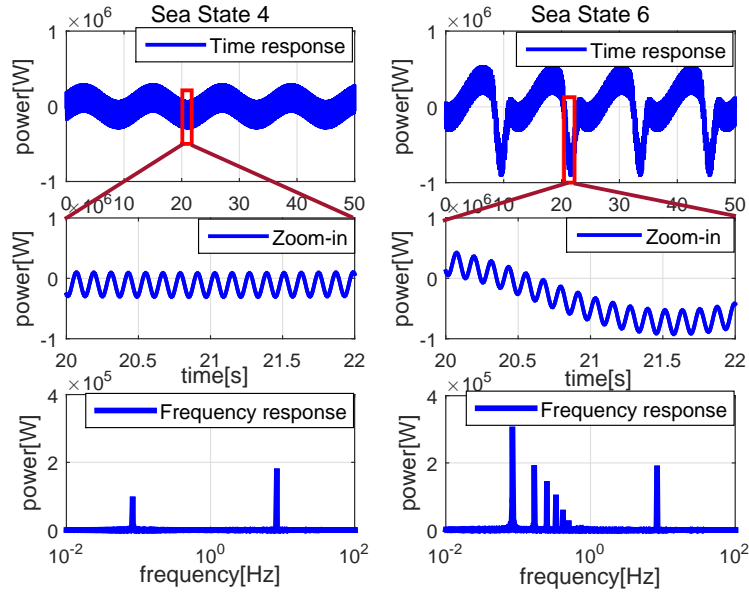 Sea State 4
Sea State 6
×10^6
Time response
power[W]
1
0
-1
0 10 20 30 40 50
×10^6
Time response
power[W]
1
0
-1
0 10 20 30 40 50
×10^6
Zoom-in
power[W]
1
0
-1
20 20.5 21 21.5 22
time[s]
×10^6
Zoom-in
power[W]
1
0
-1
20 20.5 21 21.5 22
time[s]
×10^5
Frequency response
power[W]
4
2
0
10^-2 10^0 10^2
frequency[Hz]
×10^5
Frequency response
power[W]
4
2
0
10^-2 10^0 10^2
frequency[Hz]